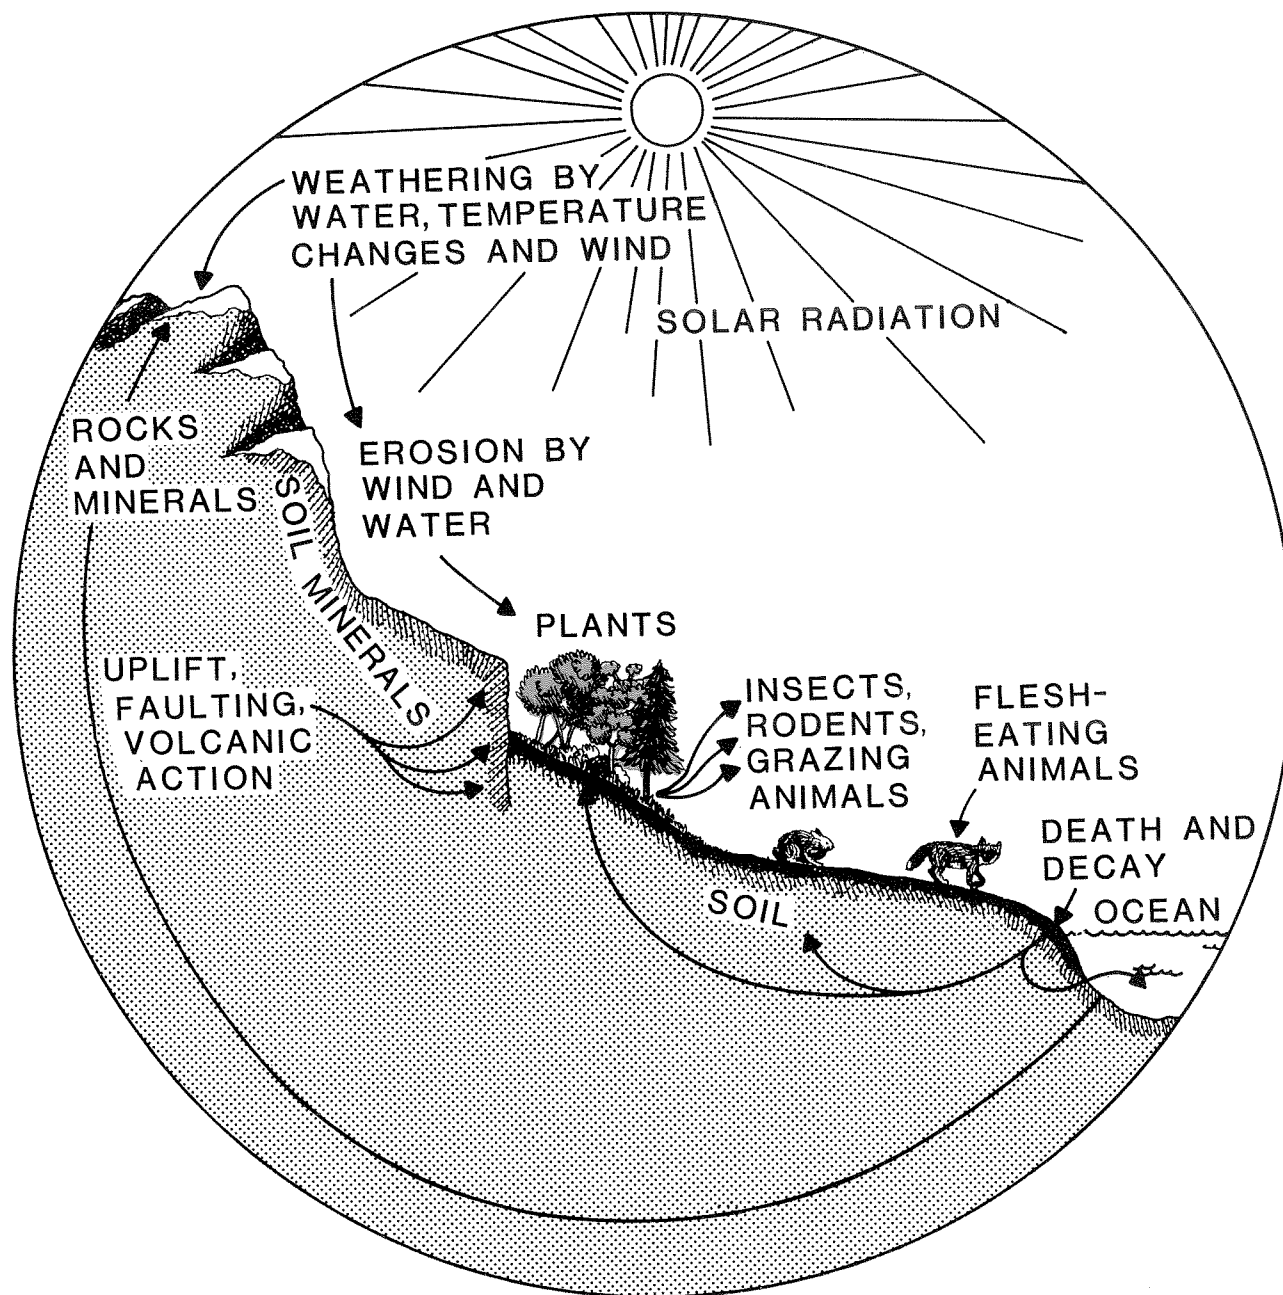 WEATHERING BY
WATER, TEMPERATURE
CHANGES AND WIND
SOLAR RADIATION
ROCKS
AND
MINERALS
EROSION BY
WIND AND
WATER
SOIL MINERALS
PLANTS
UPLIFT,
FAULTING,
VOLCANIC
ACTION
INSECTS,
RODENTS,
GRAZING
ANIMALS
FLESH-
EATING
ANIMALS
DEATH AND
DECAY
OCEAN
SOIL